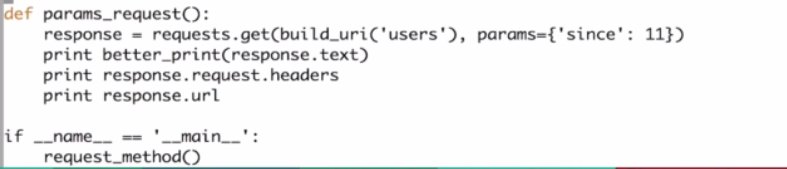 def params_request():
    response = requests.get(build_uri('users'), params={'since': 11})
    print better_print(response.text)
    print response.request.headers
    print response.url

if __name__ == '__main__':
    request_method()